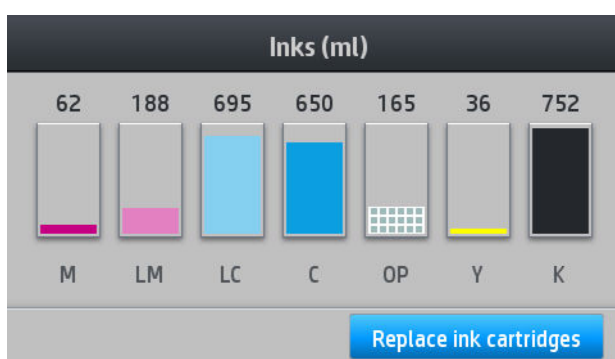 Inks (ml)
62 188 695 650 165 36 752
M LM LC C OP Y K
Replace ink cartridges